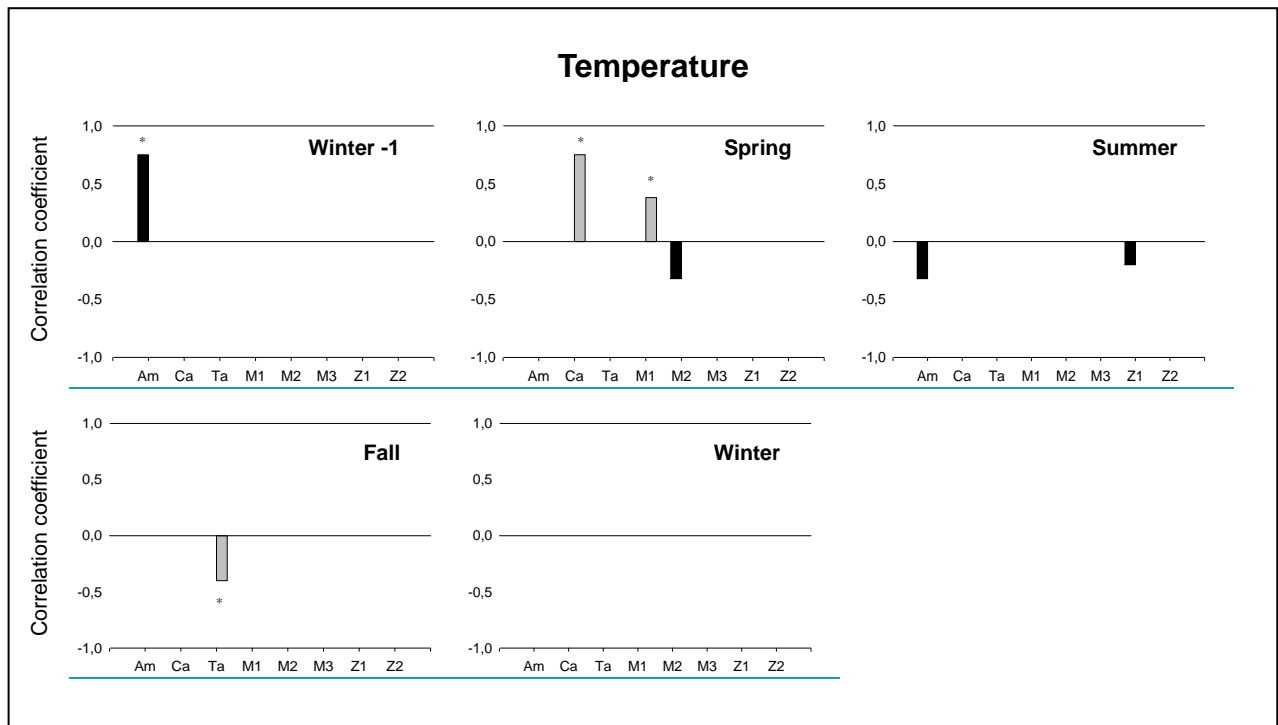 Temperature
Correlation coefficient
1,0
0,5
0,0
-0,5
-1,0
*
Winter -1
Am Ca Ta M1 M2 M3 Z1 Z2
1,0
0,5
0,0
-0,5
-1,0
*
*
Spring
Am Ca Ta M1 M2 M3 Z1 Z2
1,0
0,5
0,0
-0,5
-1,0
Summer
Am Ca Ta M1 M2 M3 Z1 Z2
Correlation coefficient
1,0
0,5
0,0
-0,5
-1,0
Fall
*
Am Ca Ta M1 M2 M3 Z1 Z2
1,0
0,5
0,0
-0,5
-1,0
Winter
Am Ca Ta M1 M2 M3 Z1 Z2